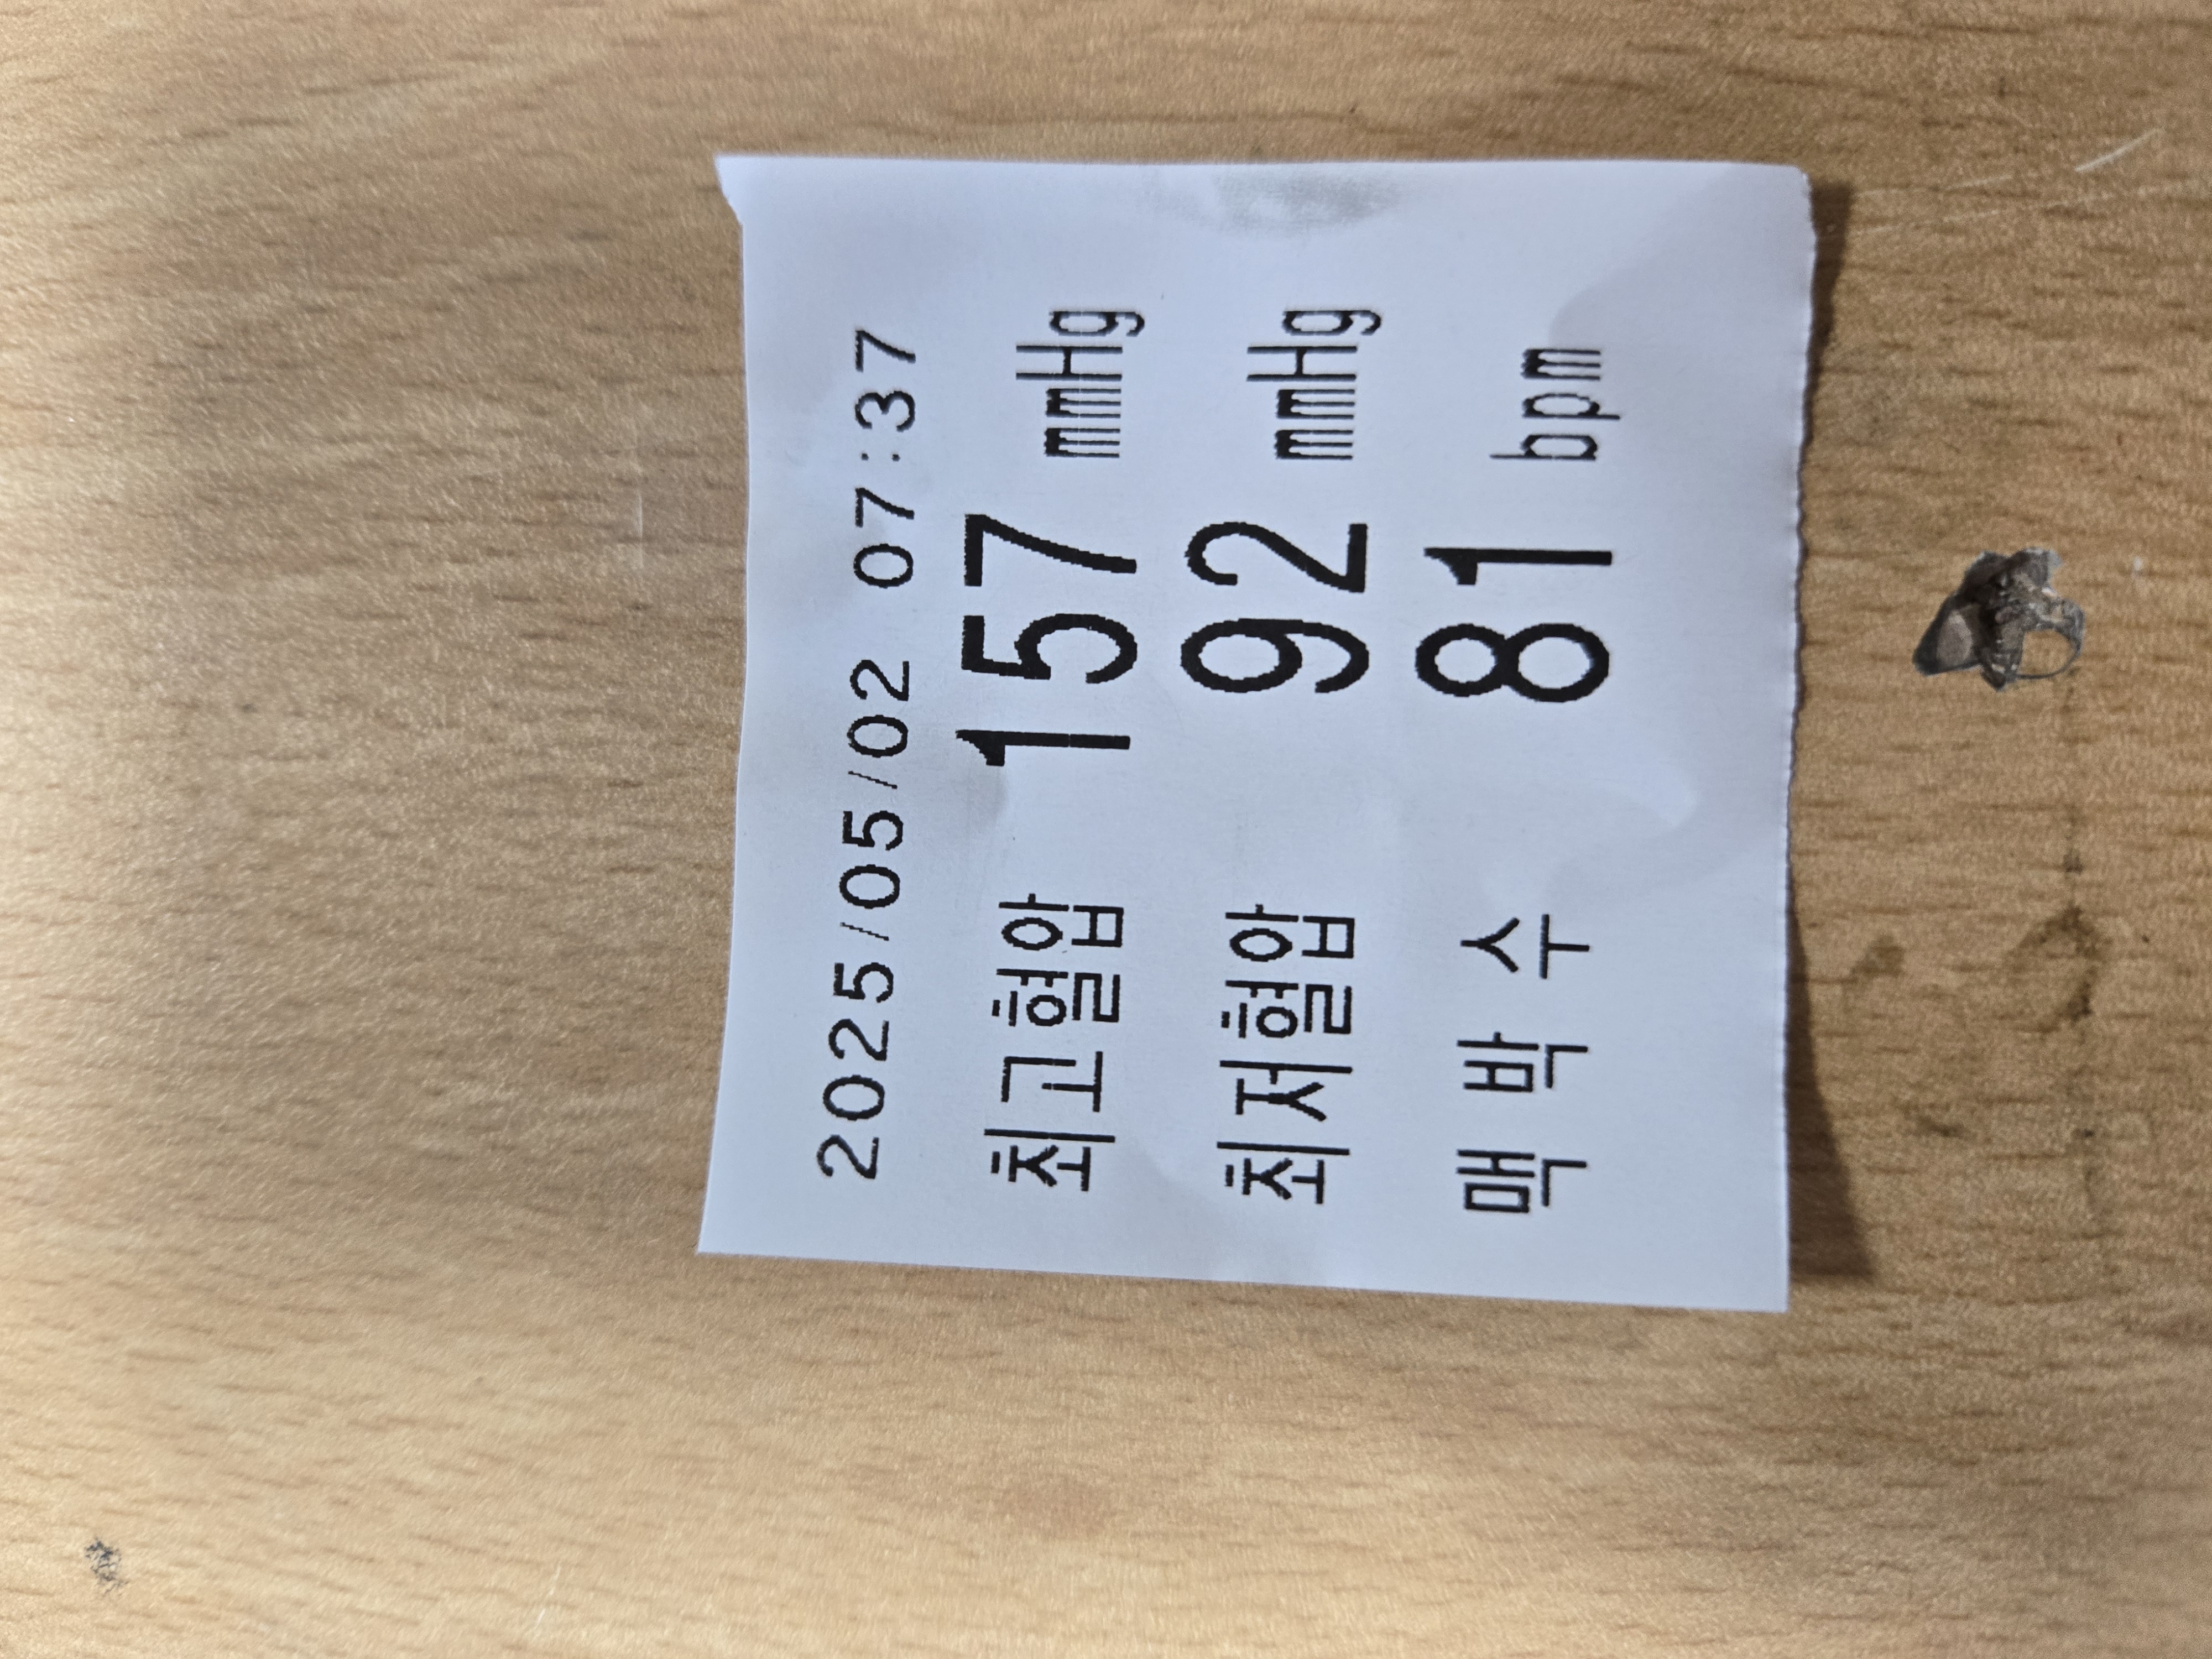 2025/05/02 07:37
최고혈압 157 mmHg
최저혈압 92 mmHg
맥 박 수 81 bpm